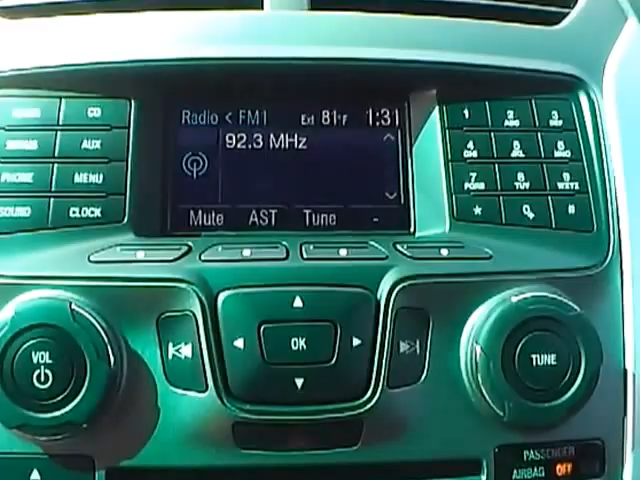 Radio < FM1 Ext 81°F 1:31
92.3 MHz
Mute AST Tune -
CD
AUX
PHONE MENU
SOUND CLOCK
1 2 ABC 3 DEF
4 GHI 5 JKL 6 MNO
7 PQRS 8 TUV 9 WXYZ
* 0 #
VOL
OK
TUNE
PASSENGER
AIRBAG OFF